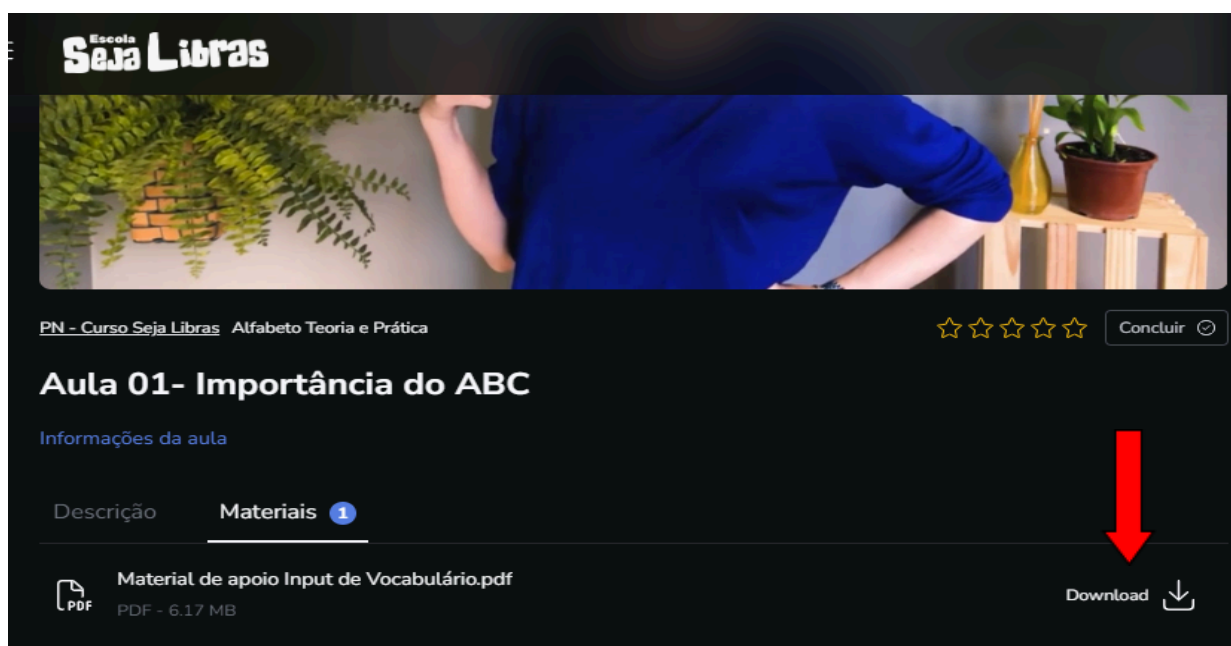 Escola
Seja Libras
PN - Curso Seja Libras Alfabeto Teoria e Prática
Concluir
Aula 01- Importância do ABC
Informações da aula
Descrição Materiais 1
Material de apoio Input de Vocabulário.pdf
PDF
PDF - 6.17 MB
Download